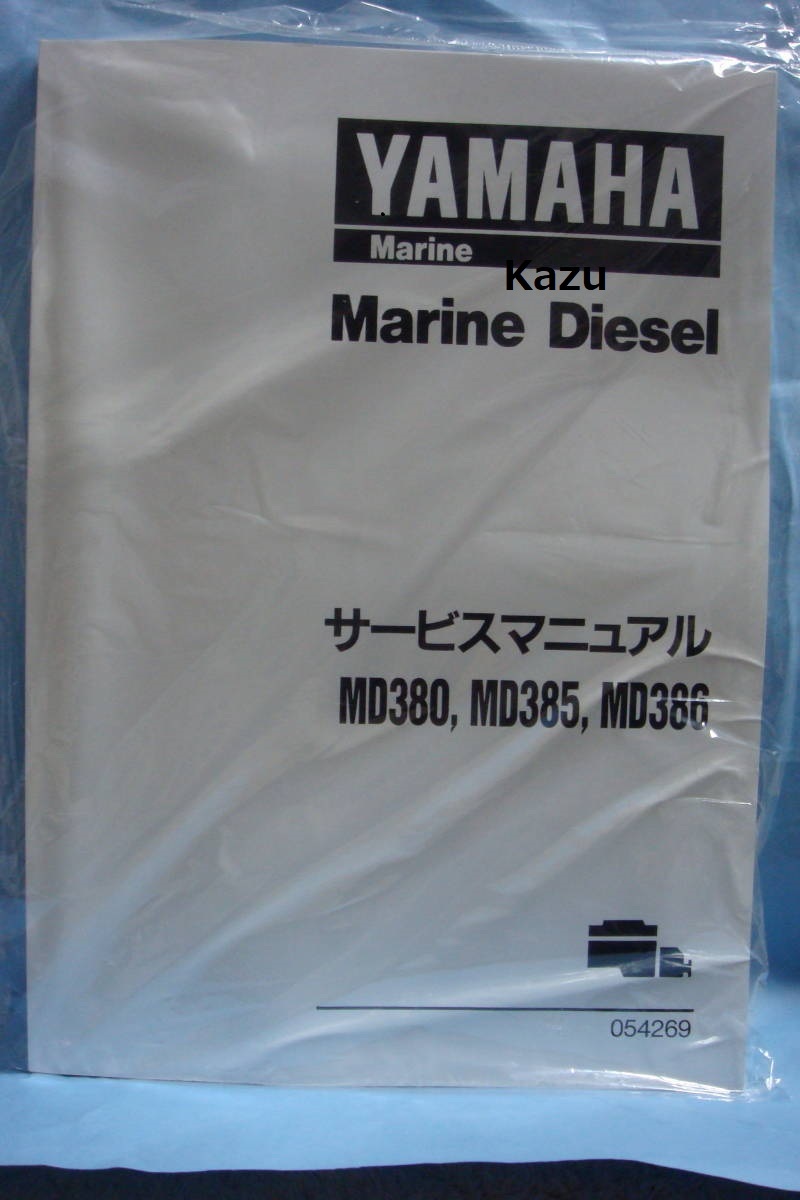 YAMAHA
Marine
Kazu
Marine Diesel
サービスマニュアル
MD380, MD385, MD386
054269